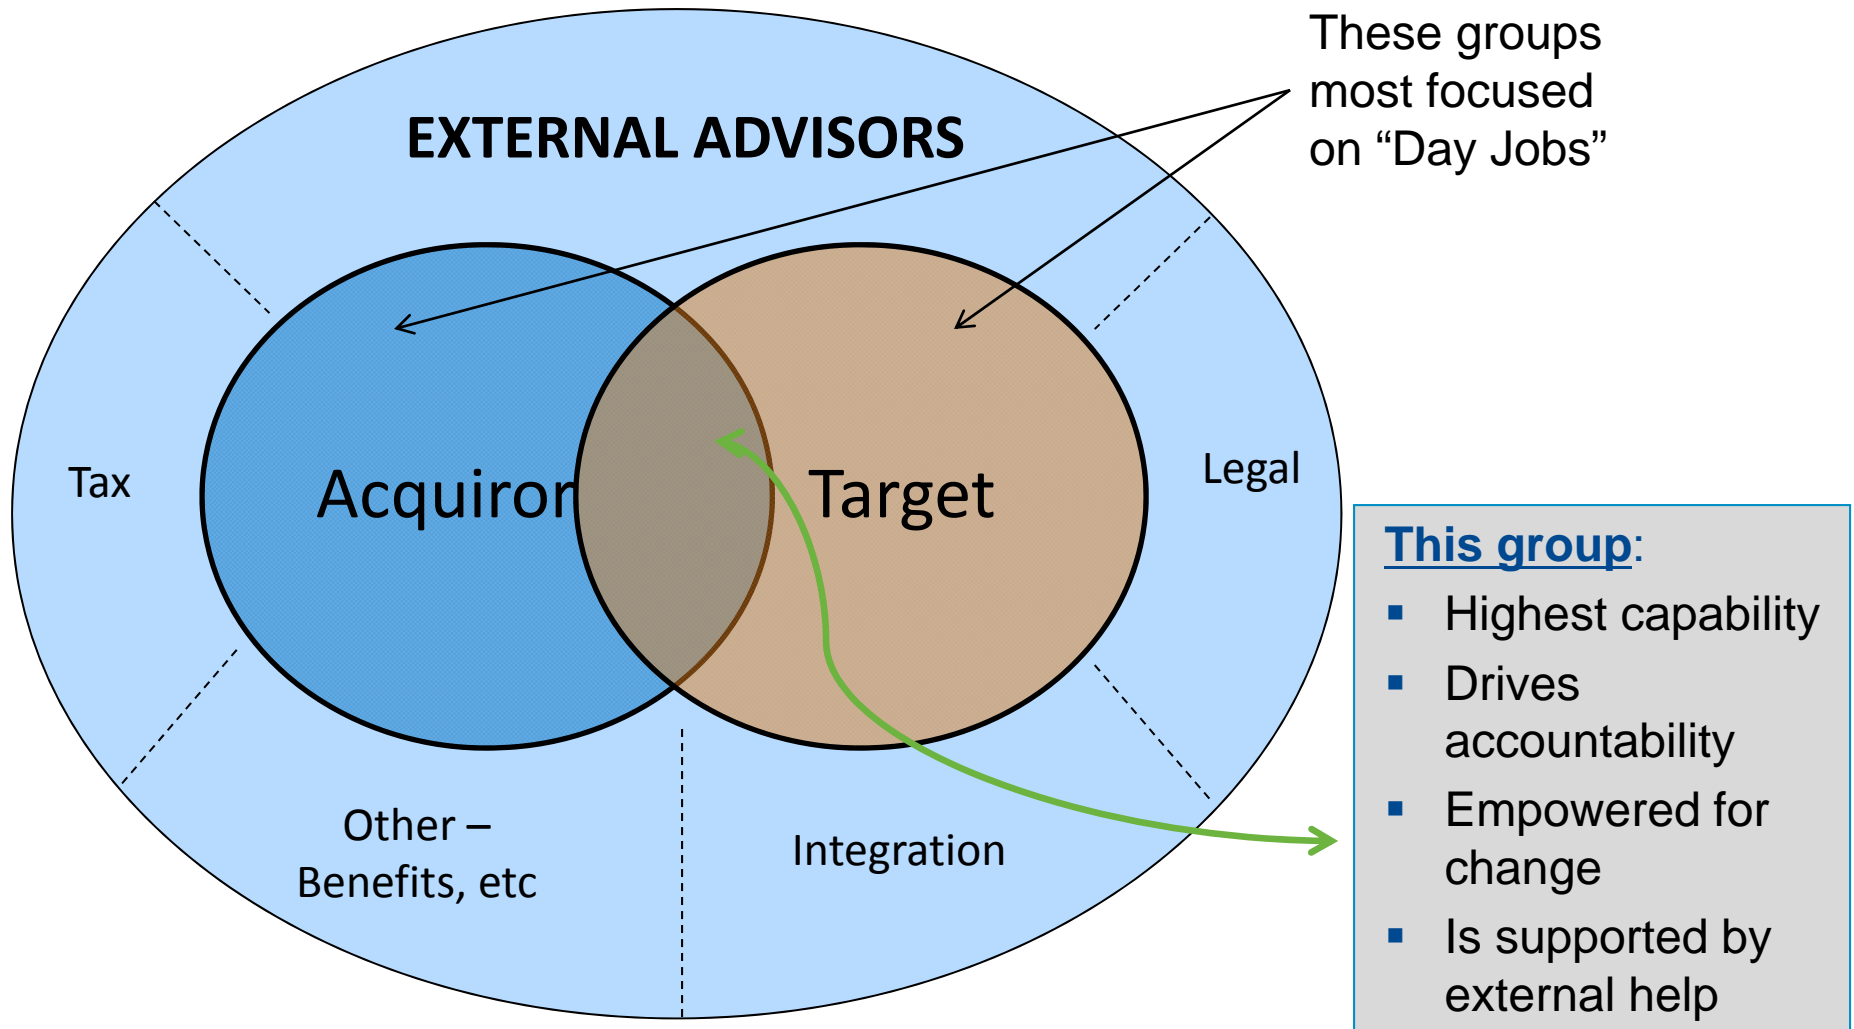 These groups
most focused
on “Day Jobs”
EXTERNAL ADVISORS
Tax
Acquiror
Target
Legal
Other –
Benefits, etc
Integration
This group:
▪ Highest capability
▪ Drives
accountability
▪ Empowered for
change
▪ Is supported by
external help